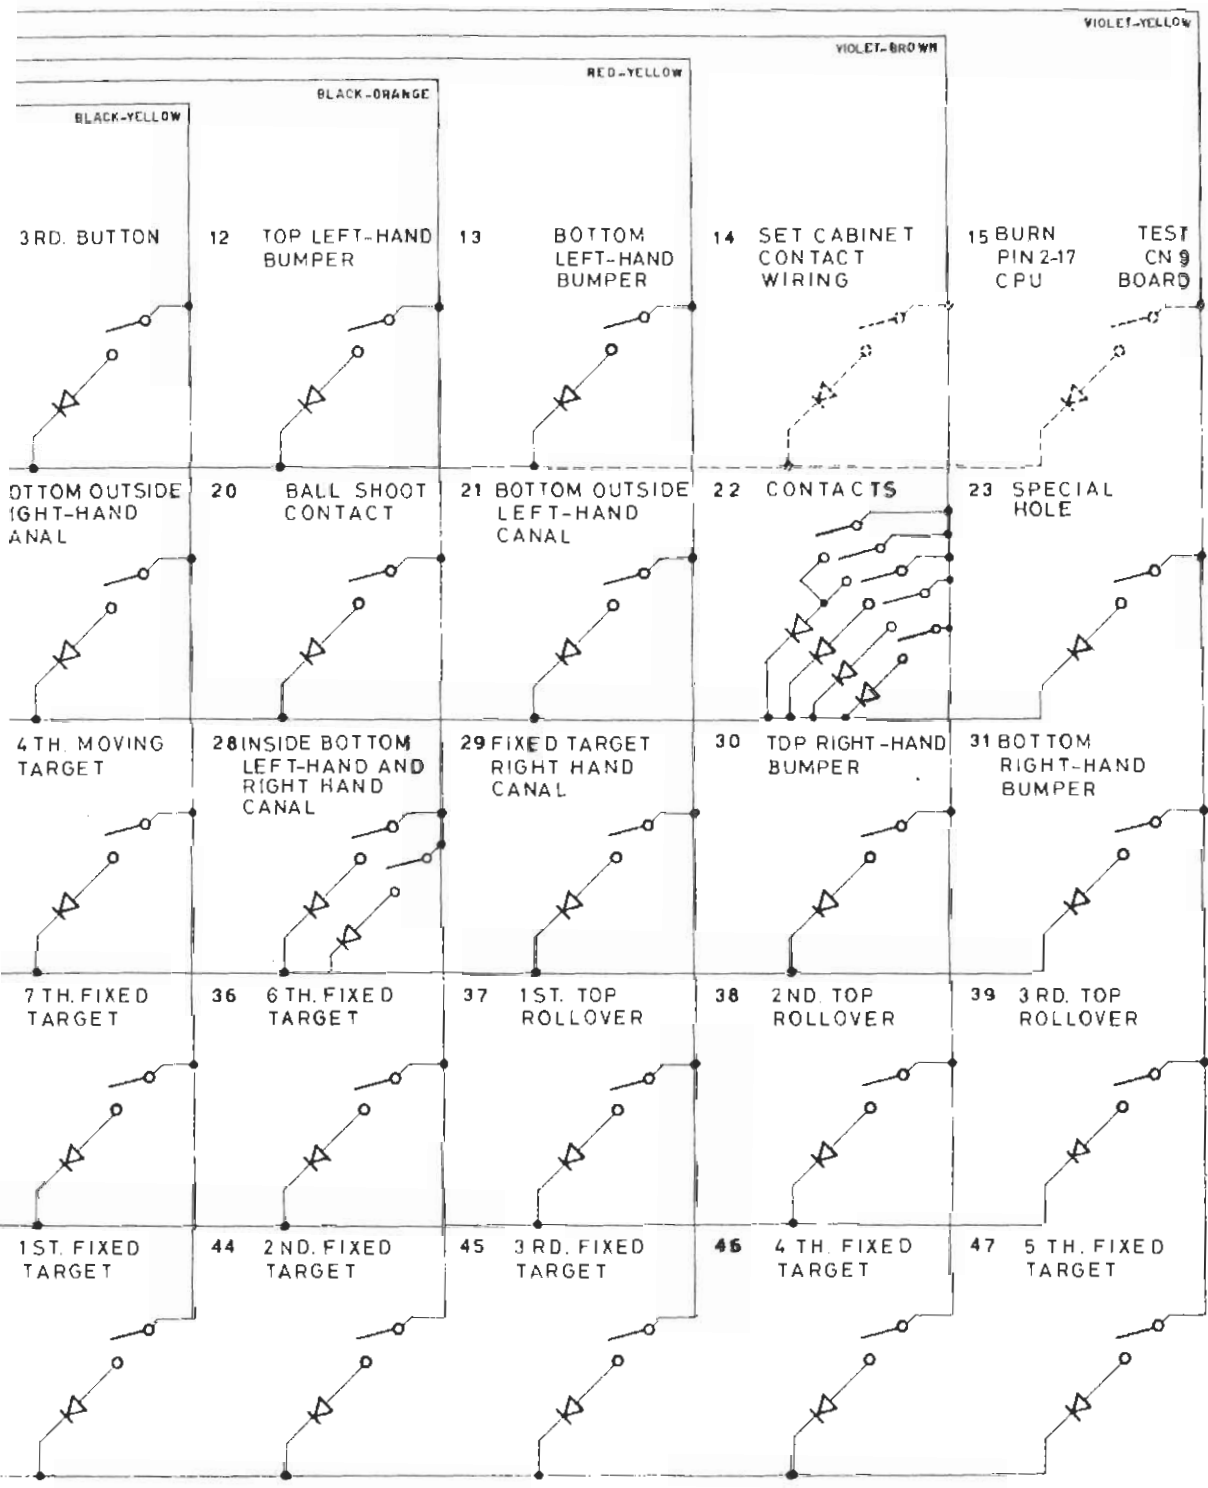 VIOLET-YELLOW
VIOLET-BROWN
RED-YELLOW
BLACK-ORANGE
BLACK-YELLOW
3RD. BUTTON
12 TOP LEFT-HAND
BUMPER
13 BOTTOM
LEFT-HAND
BUMPER
14 SET CABINET
CONTACT
WIRING
15 BURN TEST
PIN 2-17 CN 9
CPU BOARD
OTTOM OUTSIDE
IGHT-HAND
ANAL
20 BALL SHOOT
CONTACT
21 BOTTOM OUTSIDE
LEFT-HAND
CANAL
22 CONTACTS
23 SPECIAL
HOLE
4 TH. MOVING
TARGET
28 INSIDE BOTTOM
LEFT-HAND AND
RIGHT HAND
CANAL
29 FIXED TARGET
RIGHT HAND
CANAL
30 TOP RIGHT-HAND
BUMPER
31 BOTTOM
RIGHT-HAND
BUMPER
7 TH. FIXED
TARGET
36 6 TH. FIXED
TARGET
37 1 ST. TOP
ROLLOVER
38 2ND. TOP
ROLLOVER
39 3 RD. TOP
ROLLOVER
1 ST. FIXED
TARGET
44 2 ND. FIXED
TARGET
45 3 RD. FIXED
TARGET
46 4 TH. FIXED
TARGET
47 5 TH. FIXED
TARGET